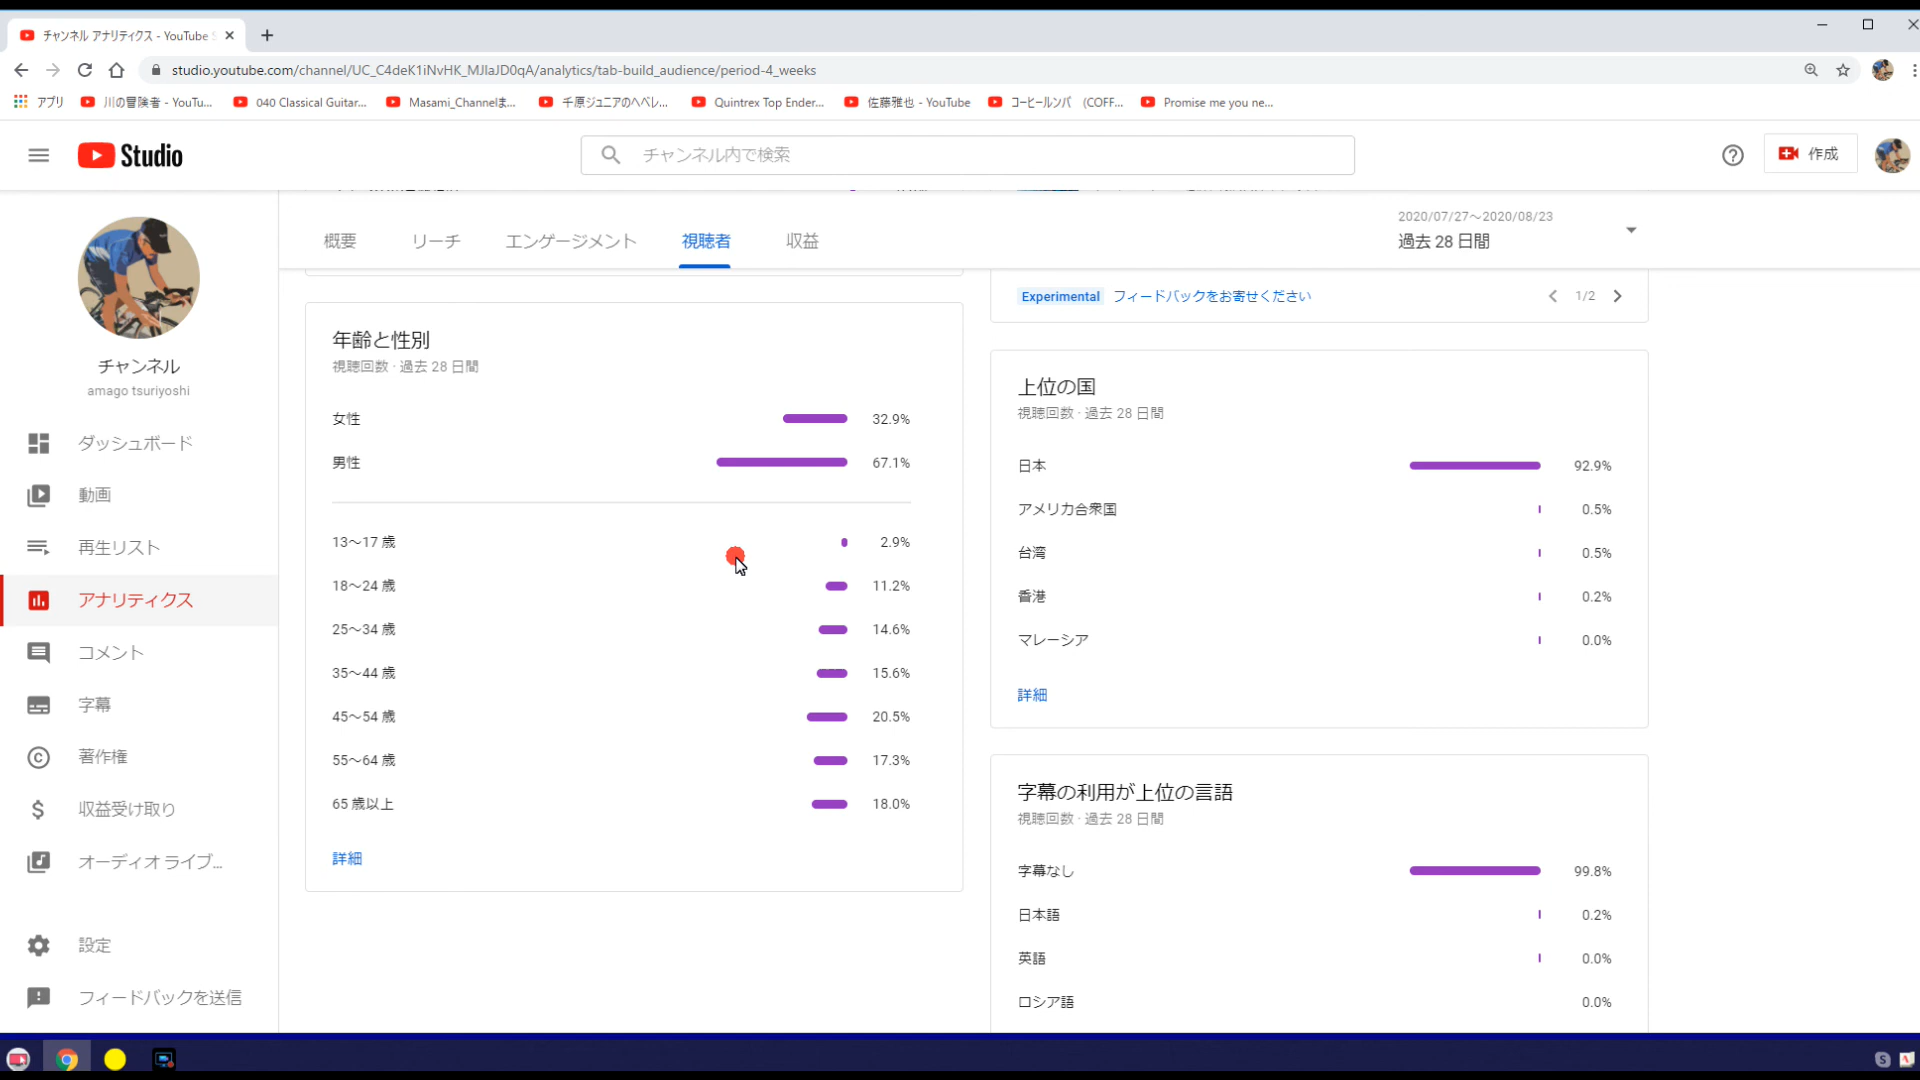 チャンネル アナリティクス - YouTube S
studio.youtube.com/channel/UC_C4deK1iNvHK_MJlaJD0qA/analytics/tab-build_audience/period-4_weeks
アプリ 川の冒険者 - YouTu... 040 Classical Guitar... Masami_Channelま... 千原ジュニアのヘベレ... Quintrex Top Ender... 佐藤雅也 - YouTube コーヒールンバ (COFF... Promise me you ne...
Studio
チャンネル内で検索
作成
概要 リーチ エンゲージメント 視聴者 収益
2020/07/27～2020/08/23
過去 28 日間
チャンネル
amago tsuriyoshi
ダッシュボード
動画
再生リスト
アナリティクス
コメント
字幕
著作権
収益受け取り
オーディオ ライブ...
設定
フィードバックを送信
年齢と性別
視聴回数 · 過去 28 日間
女性 32.9%
男性 67.1%
13～17 歳 2.9%
18～24 歳 11.2%
25～34 歳 14.6%
35～44 歳 15.6%
45～54 歳 20.5%
55～64 歳 17.3%
65 歳以上 18.0%
詳細
Experimental フィードバックをお寄せください 1/2
上位の国
視聴回数 · 過去 28 日間
日本 92.9%
アメリカ合衆国 0.5%
台湾 0.5%
香港 0.2%
マレーシア 0.0%
詳細
字幕の利用が上位の言語
視聴回数 · 過去 28 日間
字幕なし 99.8%
日本語 0.2%
英語 0.0%
ロシア語 0.0%